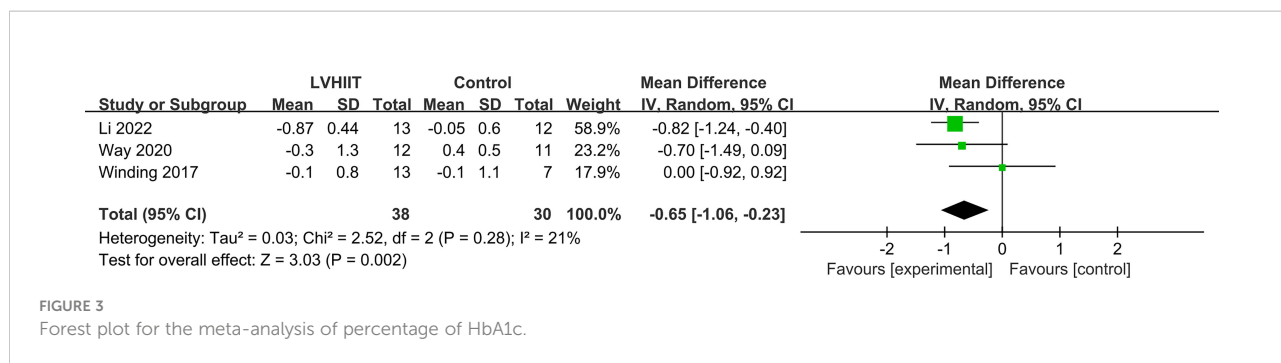 LVHIIT Control Mean Difference Mean Difference
Study or Subgroup Mean SD Total Mean SD Total Weight IV, Random, 95% CI IV, Random, 95% CI
Li 2022 -0.87 0.44 13 -0.05 0.6 12 58.9% -0.82 [-1.24, -0.40]
Way 2020 -0.3 1.3 12 0.4 0.5 11 23.2% -0.70 [-1.49, 0.09]
Winding 2017 -0.1 0.8 13 -0.1 1.1 7 17.9% 0.00 [-0.92, 0.92]
Total (95% CI) 38 30 100.0% -0.65 [-1.06, -0.23]
Heterogeneity: Tau² = 0.03; Chi² = 2.52, df = 2 (P = 0.28); I² = 21%
Test for overall effect: Z = 3.03 (P = 0.002)
-2 -1 0 1 2
Favours [experimental] Favours [control]
FIGURE 3
Forest plot for the meta-analysis of percentage of HbA1c.